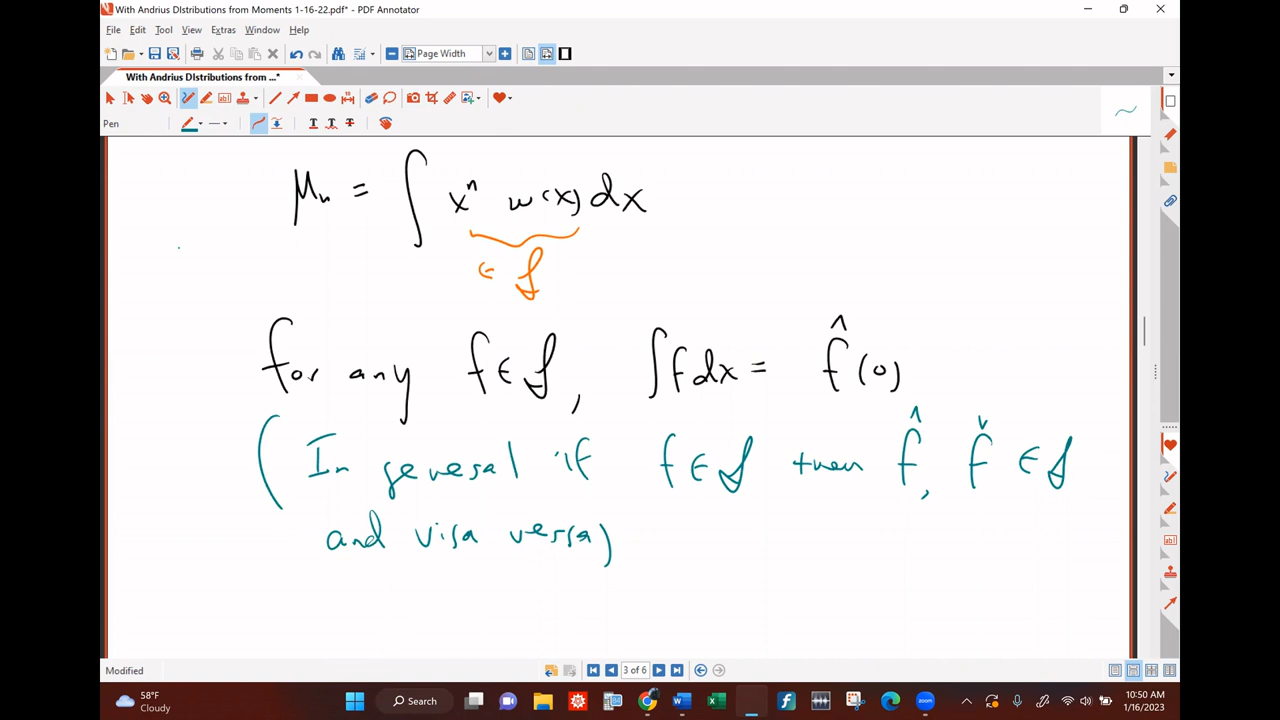 With Andrius DIstributions from Moments 1-16-22.pdf* - PDF Annotator
File Edit Tool View Extras Window Help
Page Width
With Andrius DIstributions from ...*
Pen
μₙ = ∫ xⁿ w(x) dx
∈ 𝒮
for any f ∈ 𝒮, ∫ f dx = f̂(0)
(In general if f ∈ 𝒮 then f̂, f̌ ∈ 𝒮
and visa versa)
Modified
3 of 6
58°F
Cloudy
Search
10:50 AM
1/16/2023